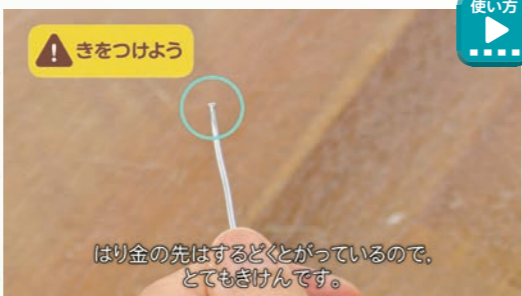 使い方
きをつけよう
はり金の先はするどくとがっているので,
とてもきけんです。